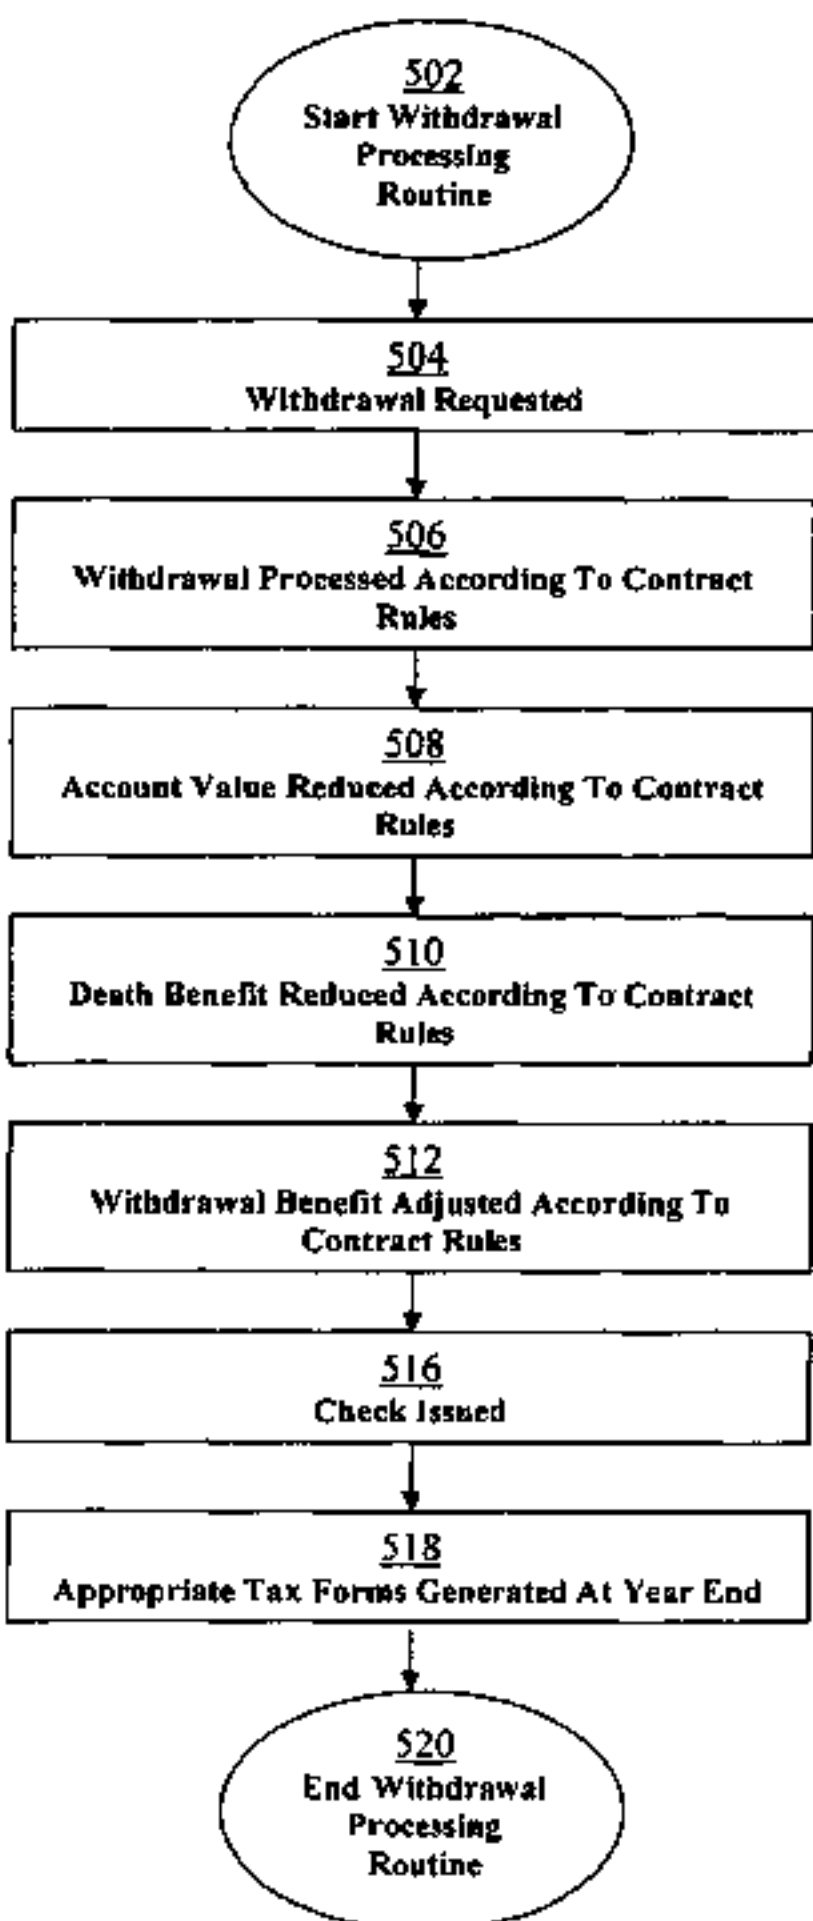 502
Start Withdrawal
Processing
Routine
504
Withdrawal Requested
506
Withdrawal Processed According To Contract
Rules
508
Account Value Reduced According To Contract
Rules
510
Death Benefit Reduced According To Contract
Rules
512
Withdrawal Benefit Adjusted According To
Contract Rules
516
Check Issued
518
Appropriate Tax Forms Generated At Year End
520
End Withdrawal
Processing
Routine